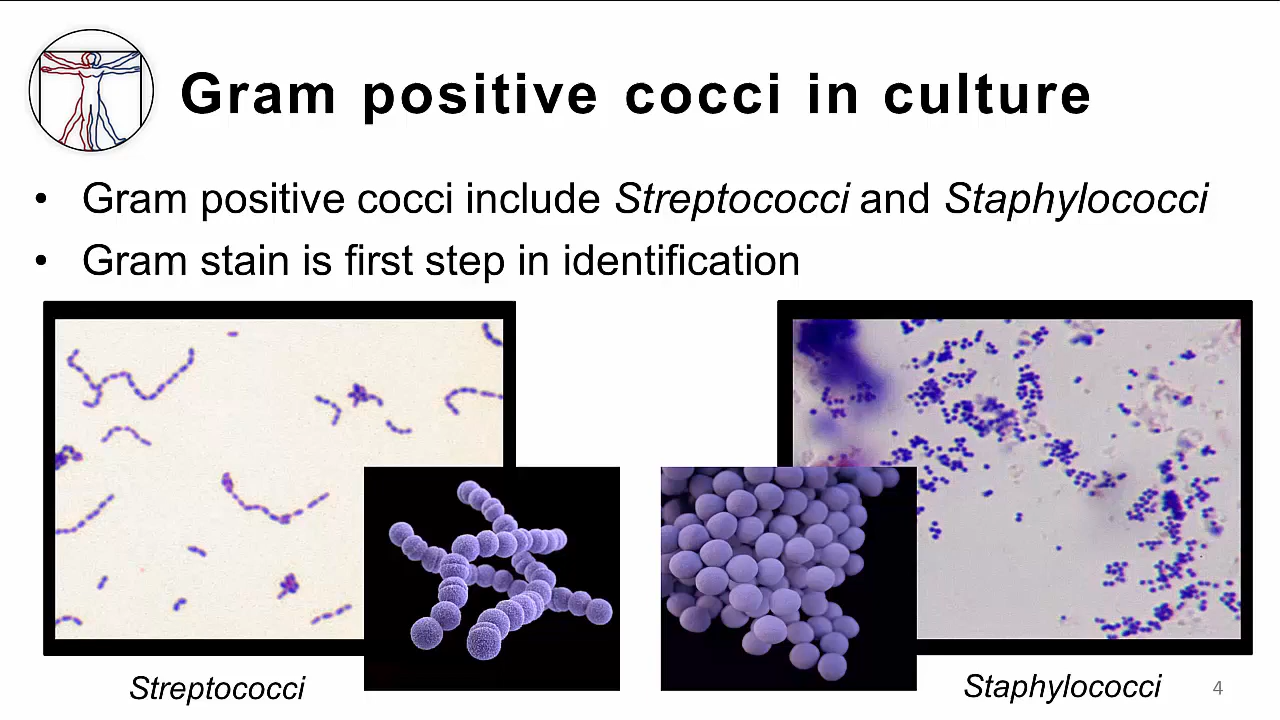 Gram positive cocci in culture
• Gram positive cocci include Streptococci and Staphylococci
• Gram stain is first step in identification
Streptococci
Staphylococci
4